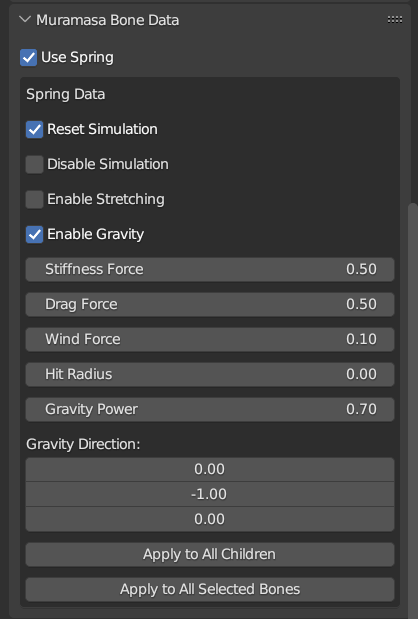 Muramasa Bone Data
Use Spring
Spring Data
Reset Simulation
Disable Simulation
Enable Stretching
Enable Gravity
Stiffness Force 0.50
Drag Force 0.50
Wind Force 0.10
Hit Radius 0.00
Gravity Power 0.70
Gravity Direction:
0.00
-1.00
0.00
Apply to All Children
Apply to All Selected Bones